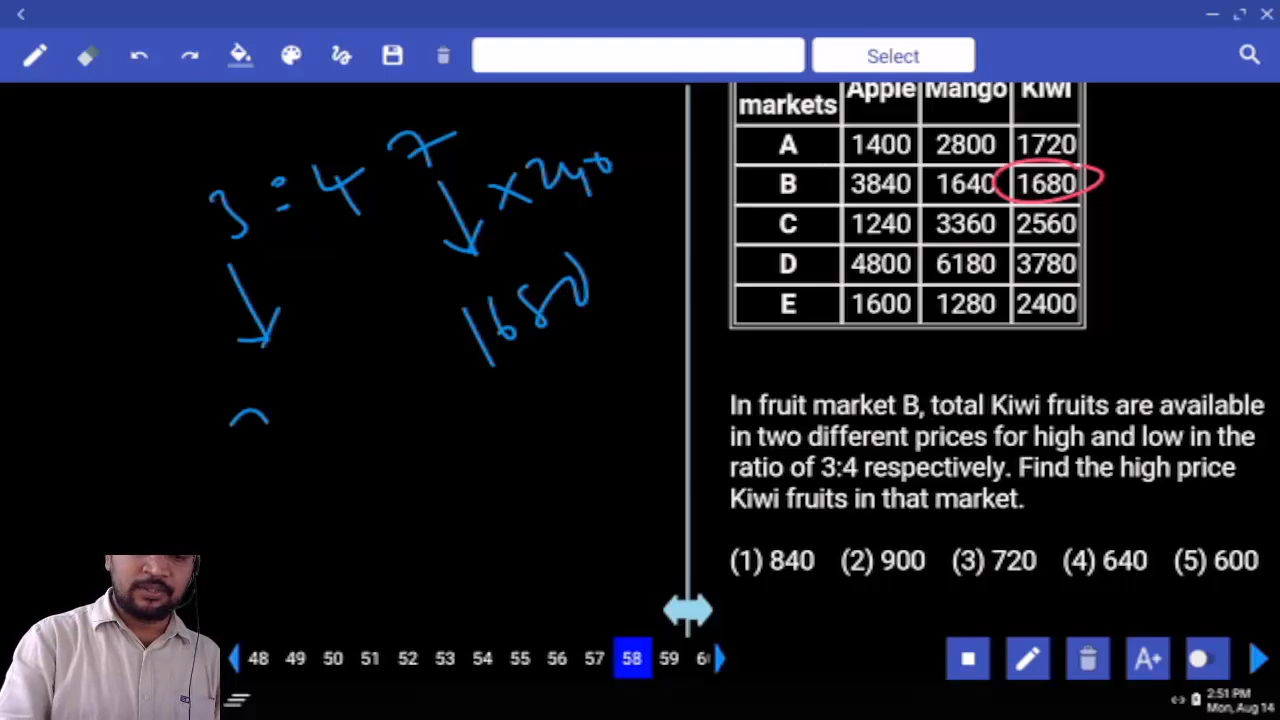 Select
markets Apple Mango Kiwi
A 1400 2800 1720
B 3840 1640 1680
C 1240 3360 2560
D 4800 6180 3780
E 1600 1280 2400
3 : 4 7
×240
1680
In fruit market B, total Kiwi fruits are available
in two different prices for high and low in the
ratio of 3:4 respectively. Find the high price
Kiwi fruits in that market.
(1) 840 (2) 900 (3) 720 (4) 640 (5) 600
48 49 50 51 52 53 54 55 56 57 58 59
A+
2:51 PM
Mon, Aug 14